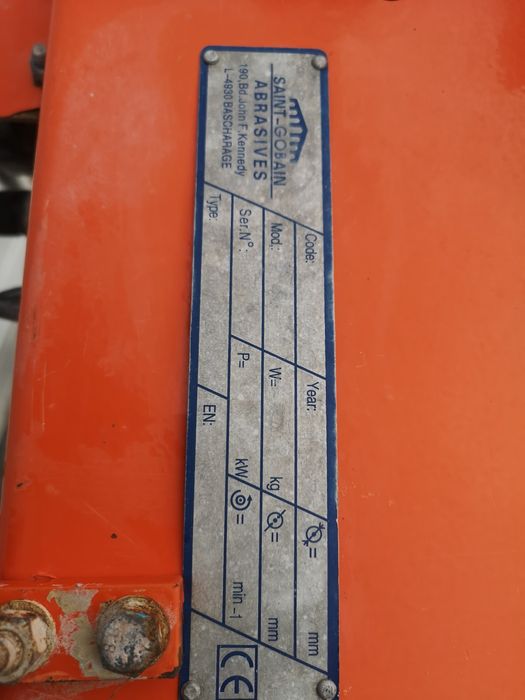 SAINT-GOBAIN
ABRASIVES
190,Bd.John F.Kennedy
L-4930 BASCHARAGE
Code: Year: = mm
Mod.: W= kg = mm
Ser.N°: P= kW = min-1
Type: EN: CE